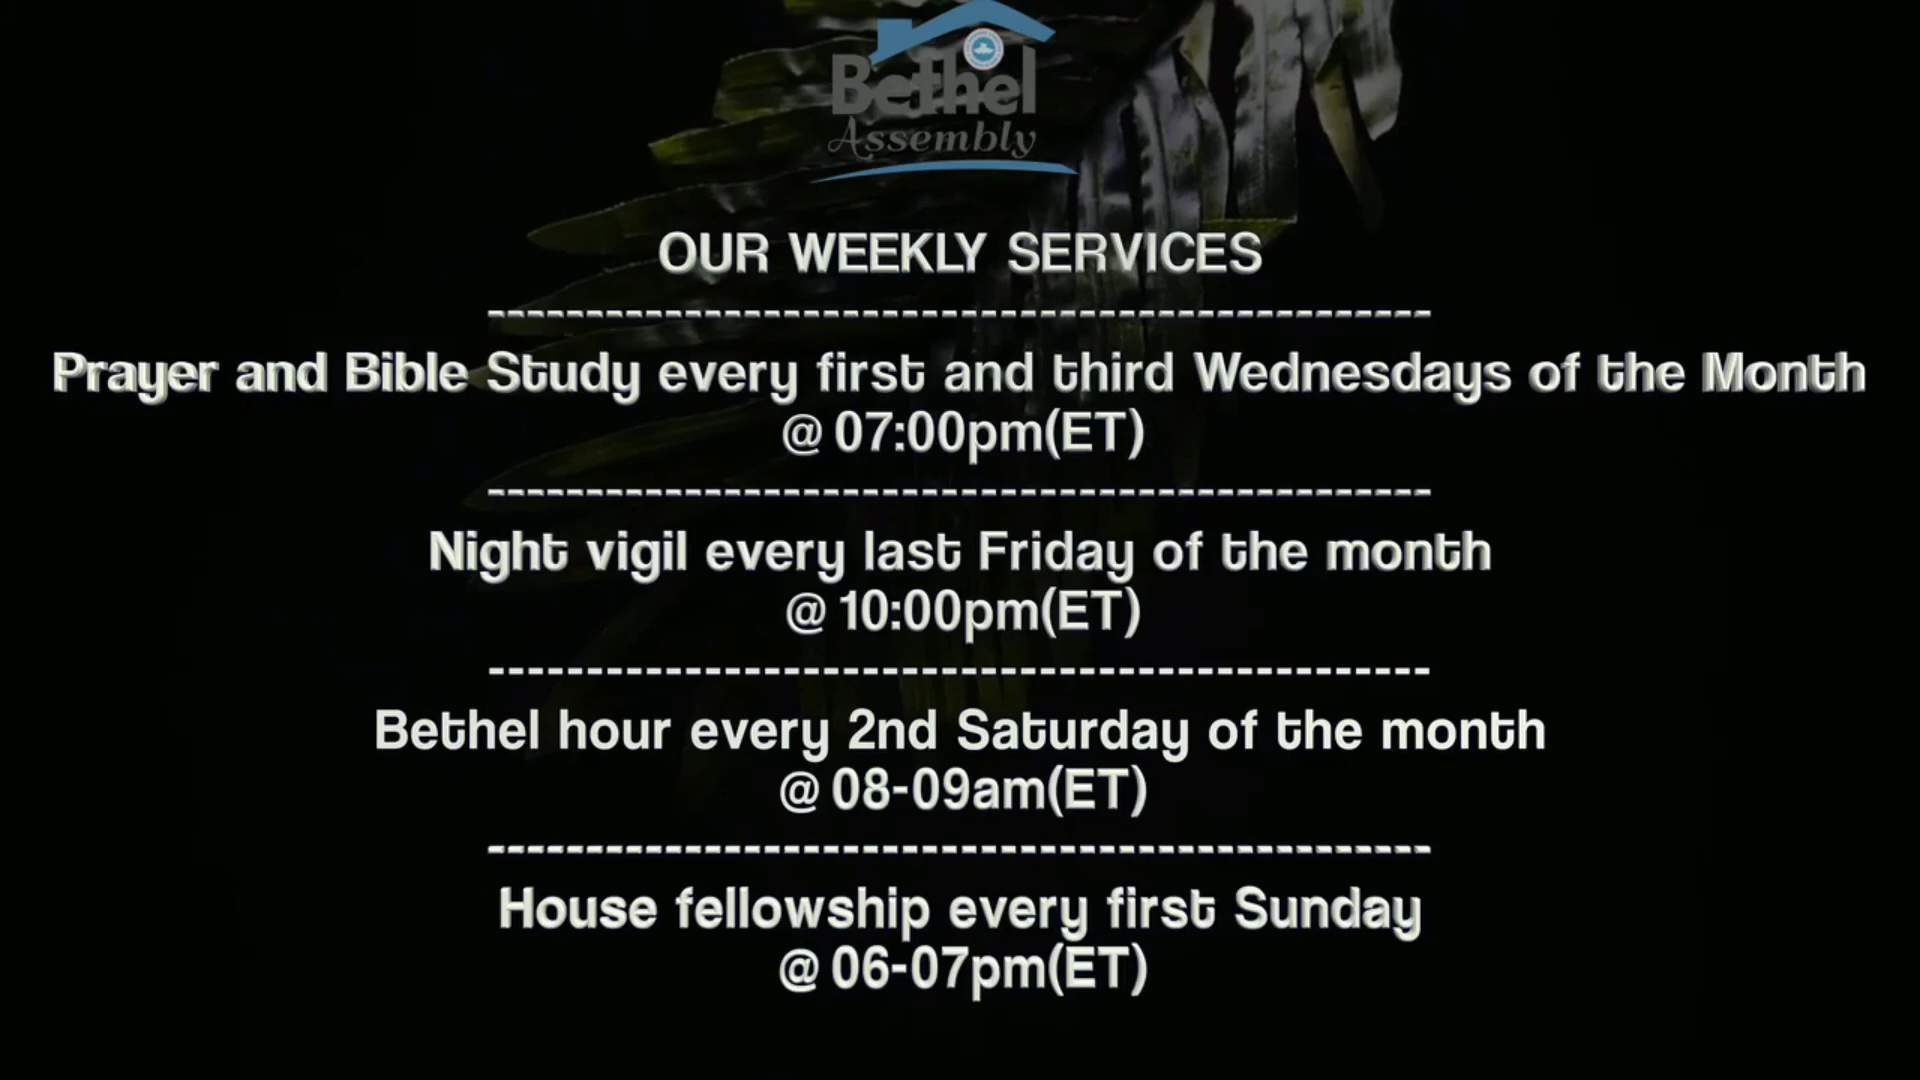 Bethel
Assembly
OUR WEEKLY SERVICES
------------------------------------------------
Prayer and Bible Study every first and third Wednesdays of the Month
@ 07:00pm(ET)
------------------------------------------------
Night vigil every last Friday of the month
@ 10:00pm(ET)
------------------------------------------------
Bethel hour every 2nd Saturday of the month
@ 08-09am(ET)
------------------------------------------------
House fellowship every first Sunday
@ 06-07pm(ET)